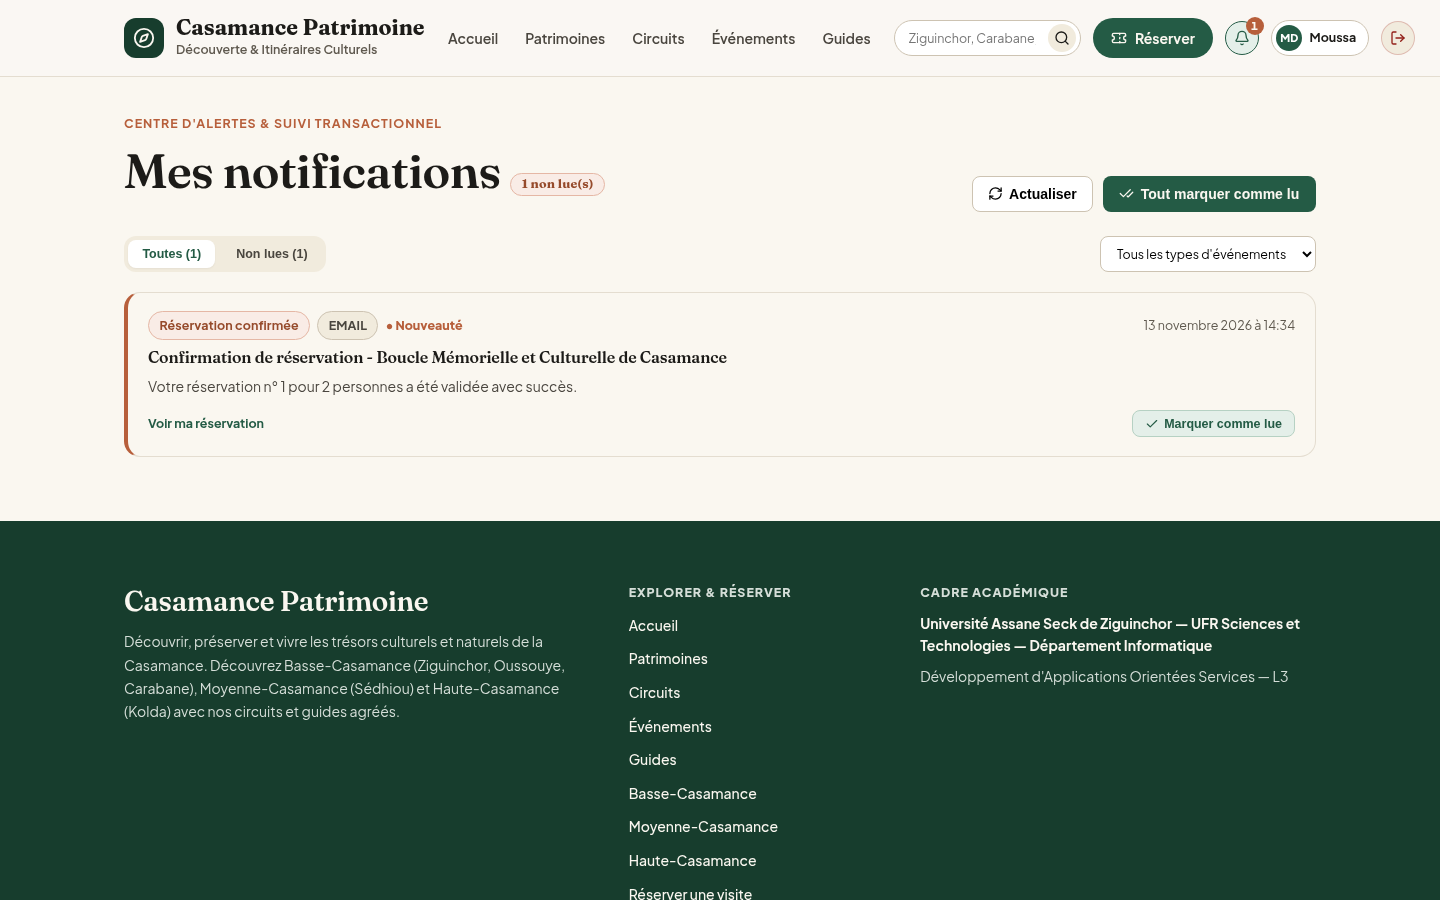 Casamance Patrimoine
Découverte & Itinéraires Culturels
Accueil
Patrimoines
Circuits
Événements
Guides
Ziguinchor, Carabane
Réserver
1
MD
Moussa
CENTRE D'ALERTES & SUIVI TRANSACTIONNEL
Mes notifications
1 non lue(s)
Actualiser
Tout marquer comme lu
Toutes (1)
Non lues (1)
Tous les types d'événements
Réservation confirmée
EMAIL
• Nouveauté
13 novembre 2026 à 14:34
Confirmation de réservation - Boucle Mémorielle et Culturelle de Casamance
Votre réservation n° 1 pour 2 personnes a été validée avec succès.
Voir ma réservation
Marquer comme lue
Casamance Patrimoine
Découvrir, préserver et vivre les trésors culturels et naturels de la
Casamance. Découvrez Basse-Casamance (Ziguinchor, Oussouye,
Carabane), Moyenne-Casamance (Sédhiou) et Haute-Casamance
(Kolda) avec nos circuits et guides agréés.
EXPLORER & RÉSERVER
Accueil
Patrimoines
Circuits
Événements
Guides
Basse-Casamance
Moyenne-Casamance
Haute-Casamance
Réserver une visite
CADRE ACADÉMIQUE
Université Assane Seck de Ziguinchor — UFR Sciences et
Technologies — Département Informatique
Développement d'Applications Orientées Services — L3